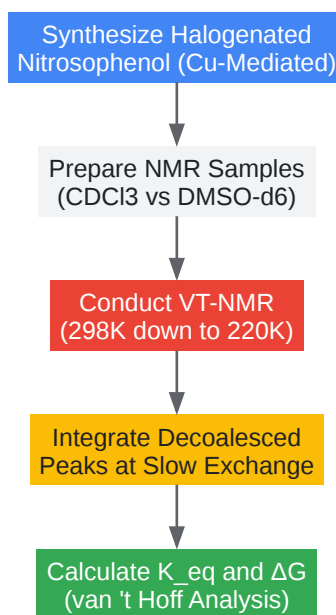 Synthesize Halogenated
Nitrosophenol (Cu-Mediated)
Prepare NMR Samples
(CDCl3 vs DMSO-d6)
Conduct VT-NMR
(298K down to 220K)
Integrate Decoalesced
Peaks at Slow Exchange
Calculate K_eq and ΔG
(van 't Hoff Analysis)